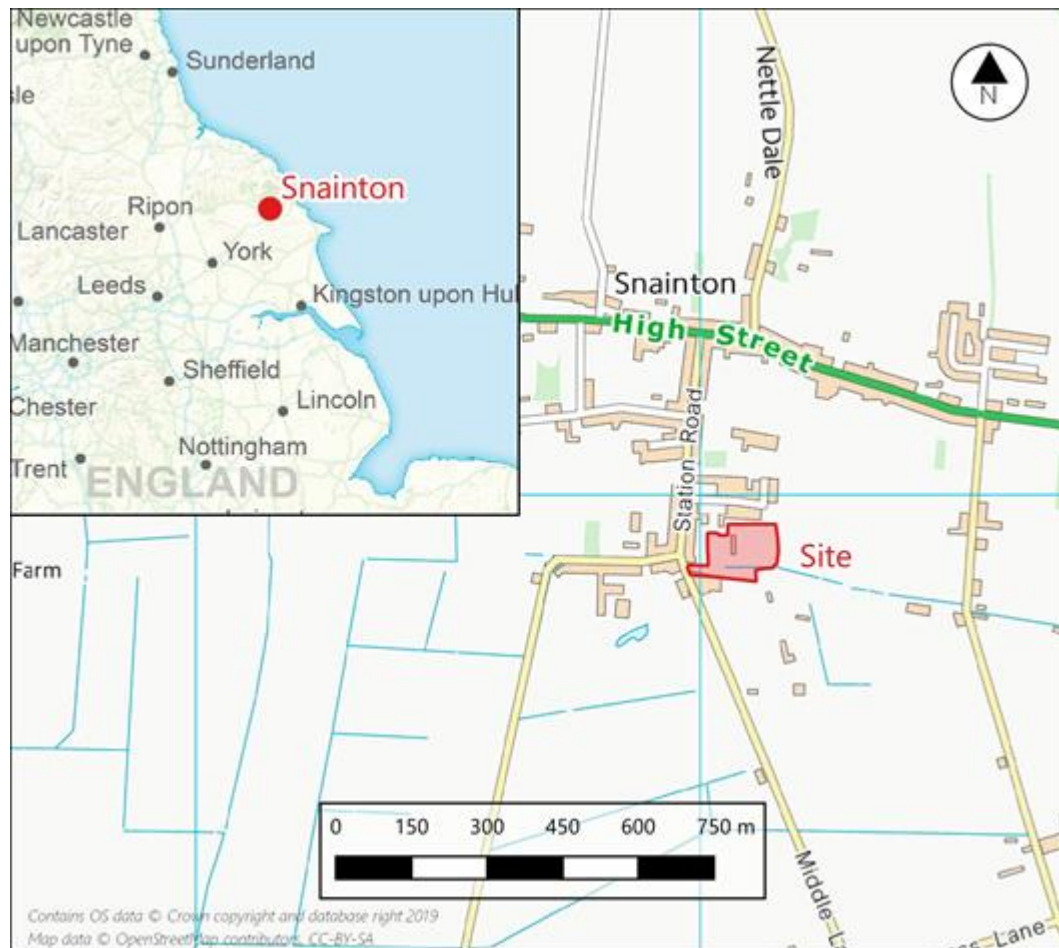 Newcastle
upon Tyne
Sunderland
Snainton
Ripon
Lancaster
York
Leeds
Kingston upon Hul
Manchester
Sheffield
Chester
Lincoln
Nottingham
Trent
ENGLAND
N
Nettle Dale
Snainton
High Street
Station Road
Site
Farm
0 150 300 450 600 750 m
Middle L
Lane
Contains OS data © Crown copyright and database right 2019
Map data © OpenStreetMap contributors, CC-BY-SA